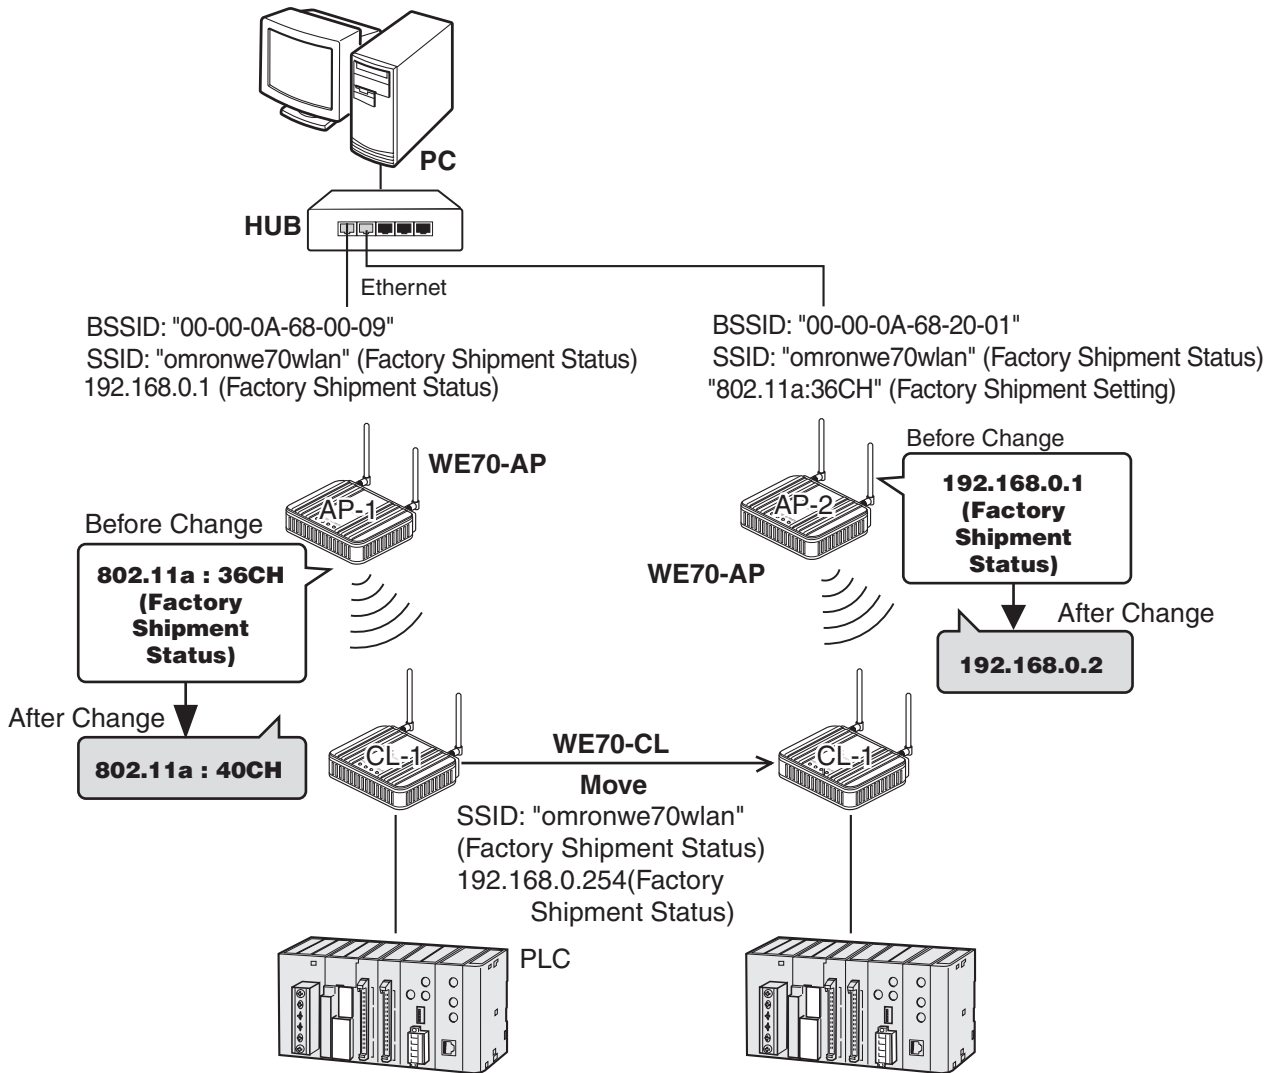 PC
HUB
Ethernet
BSSID: "00-00-0A-68-00-09"
SSID: "omronwe70wlan" (Factory Shipment Status)
192.168.0.1 (Factory Shipment Status)
BSSID: "00-00-0A-68-20-01"
SSID: "omronwe70wlan" (Factory Shipment Status)
"802.11a:36CH" (Factory Shipment Setting)
WE70-AP
AP-1
Before Change
802.11a : 36CH
(Factory
Shipment
Status)
After Change
802.11a : 40CH
Before Change
AP-2
192.168.0.1
(Factory
Shipment
Status)
WE70-AP
After Change
192.168.0.2
CL-1
WE70-CL
Move
CL-1
SSID: "omronwe70wlan"
(Factory Shipment Status)
192.168.0.254(Factory
Shipment Status)
PLC